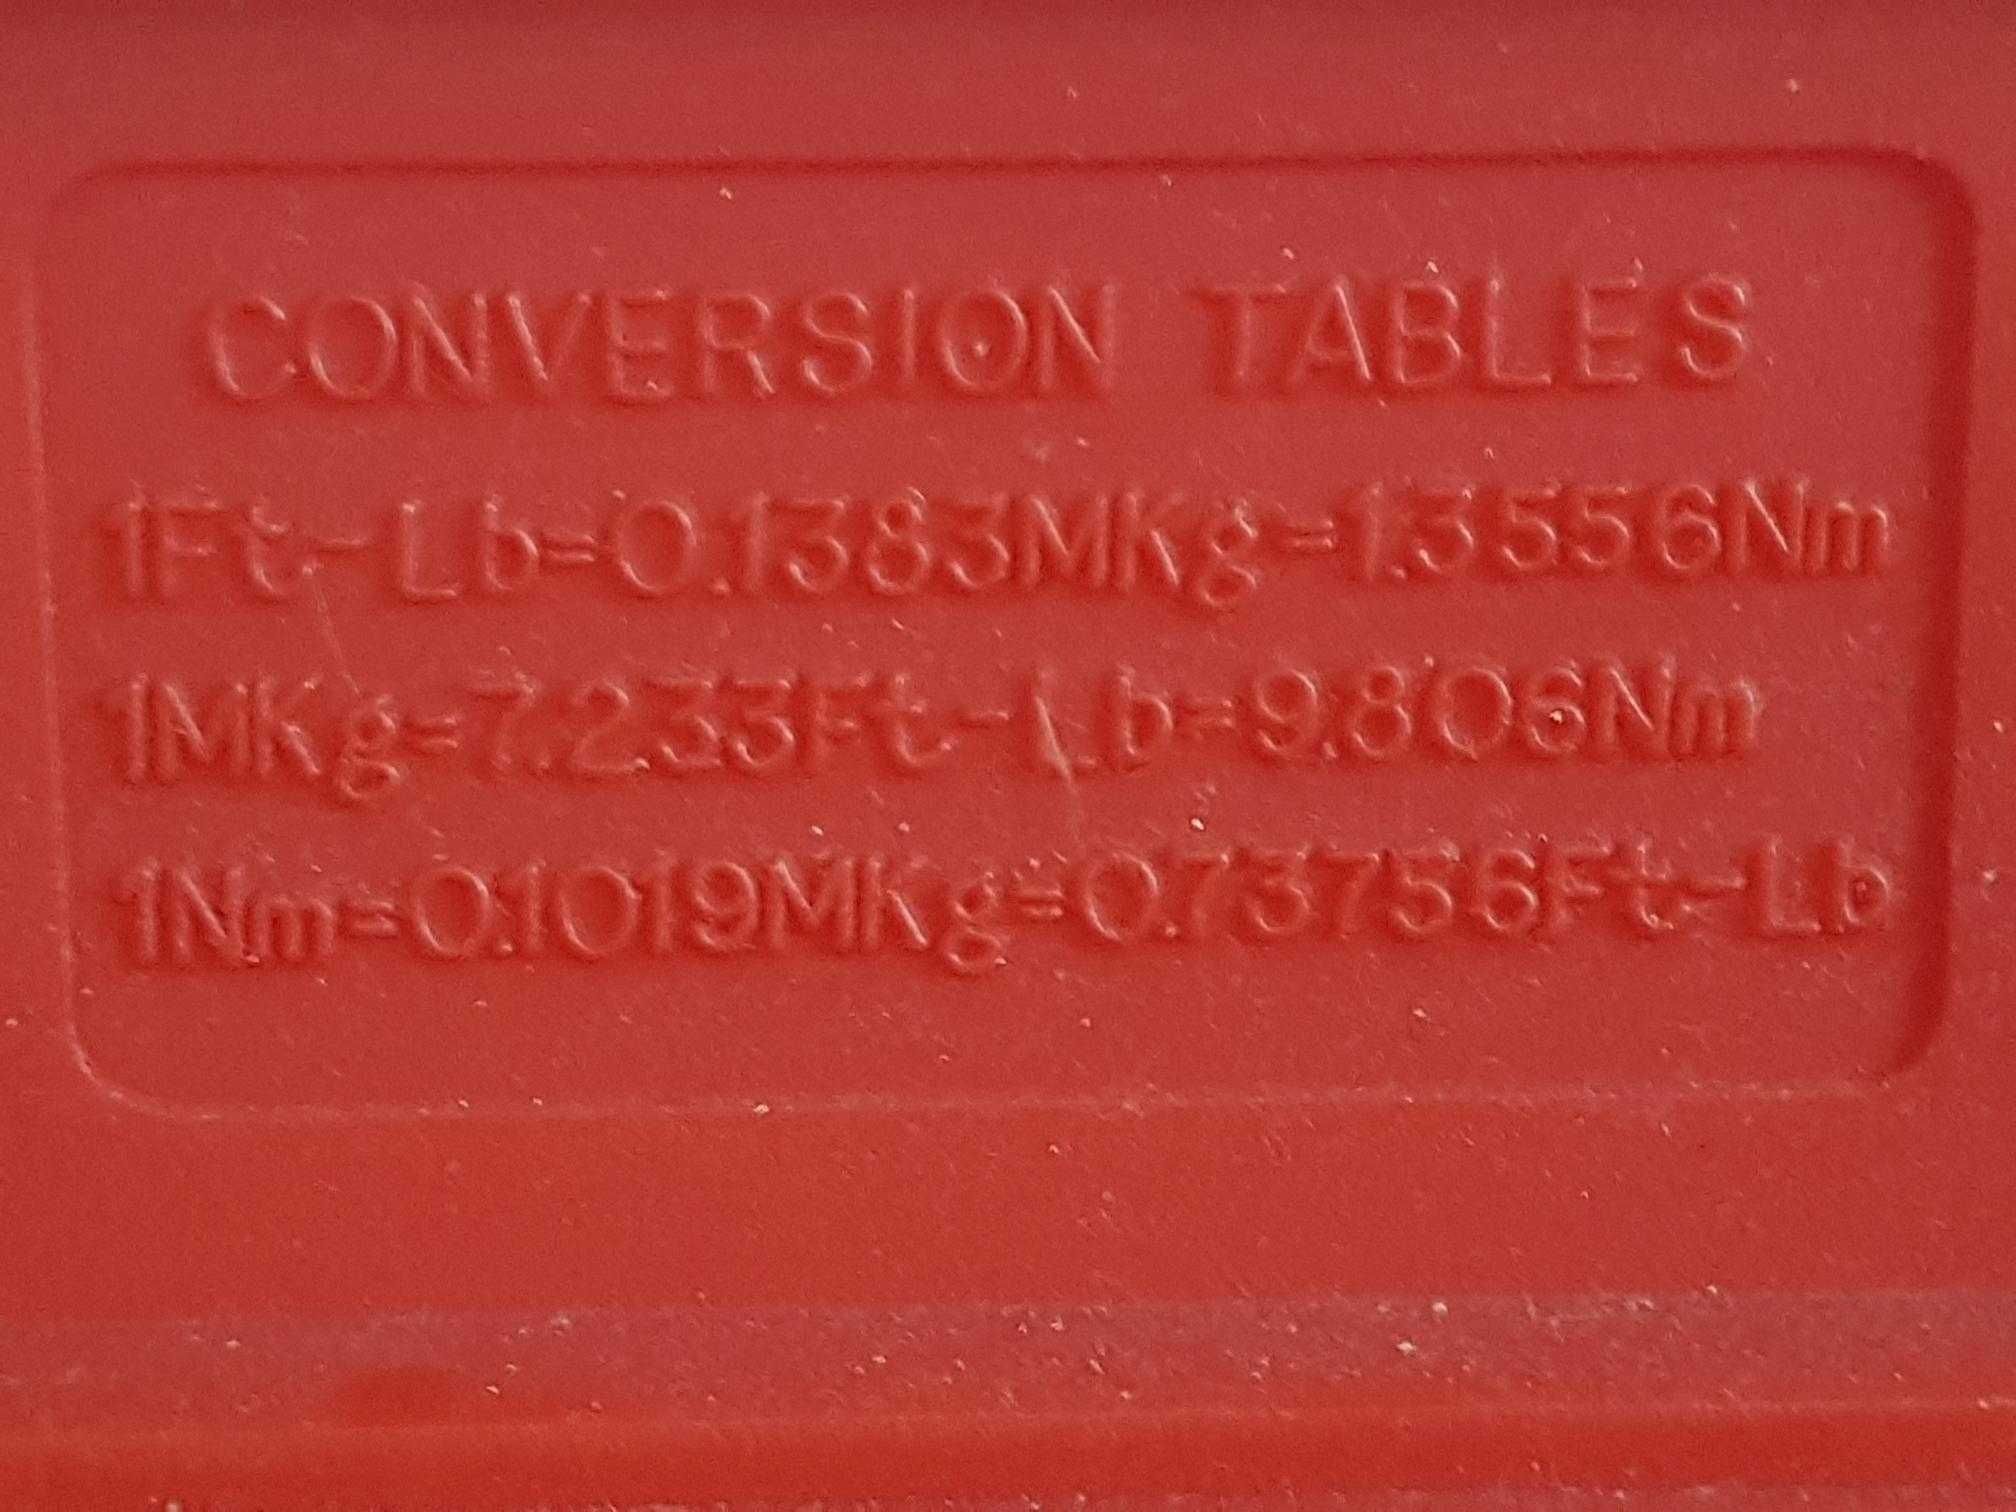 CONVERSION TABLES
1Ft-Lb=0.1383MKg=1.3556Nm
1MKg=7.233Ft-Lb=9.806Nm
1Nm=0.1019MKg=0.73756Ft-Lb